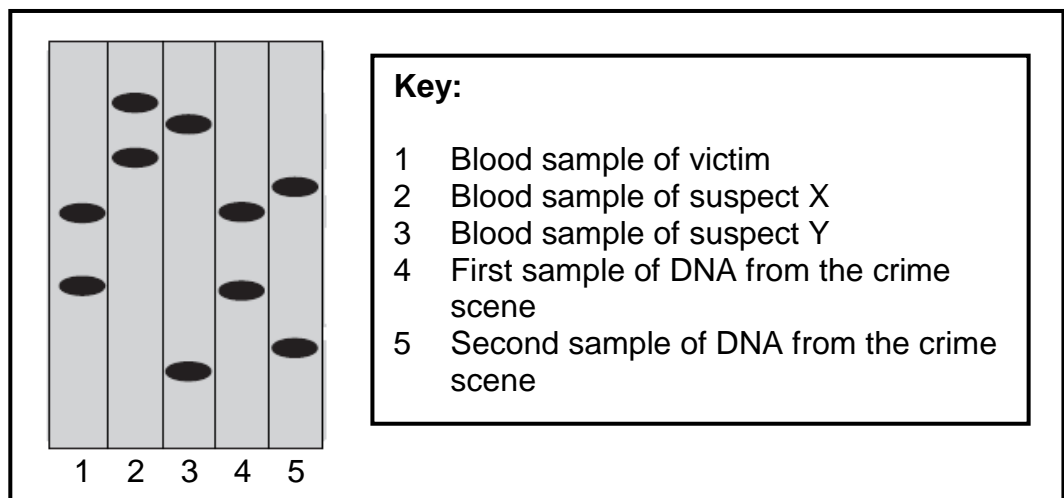 Key:
1 Blood sample of victim
2 Blood sample of suspect X
3 Blood sample of suspect Y
4 First sample of DNA from the crime
scene
5 Second sample of DNA from the crime
scene
1 2 3 4 5